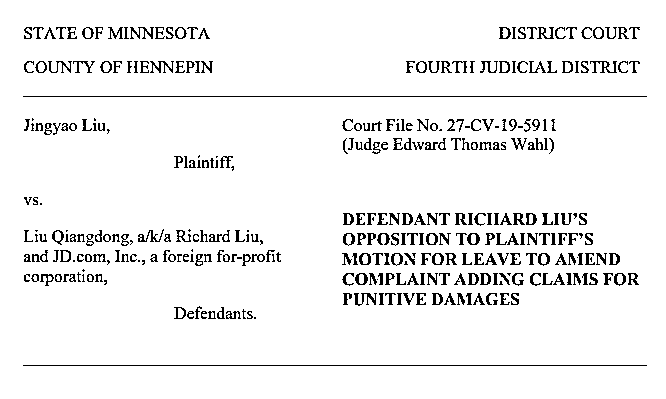 STATE OF MINNESOTA
DISTRICT COURT
COUNTY OF HENNEPIN
FOURTH JUDICIAL DISTRICT
Jingyao Liu,
Plaintiff,
vs.
Liu Qiangdong, a/k/a Richard Liu,
and JD.com, Inc., a foreign for-profit
corporation,
Defendants.
Court File No. 27-CV-19-5911
(Judge Edward Thomas Wahl)
DEFENDANT RICHARD LIU'S
OPPOSITION TO PLAINTIFF'S
MOTION FOR LEAVE TO AMEND
COMPLAINT ADDING CLAIMS FOR
PUNITIVE DAMAGES